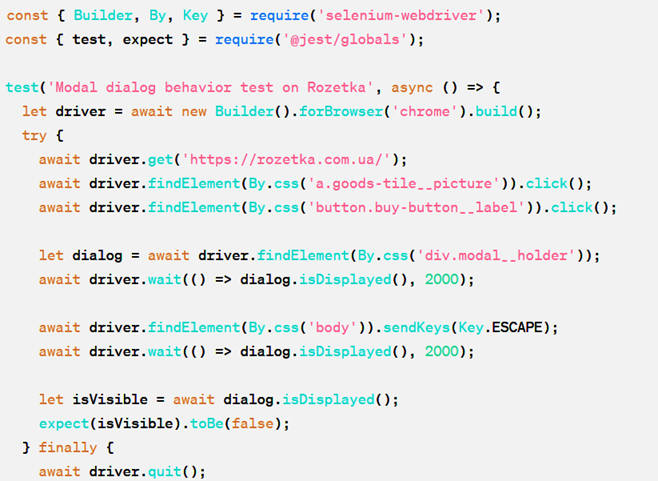 const { Builder, By, Key } = require('selenium-webdriver');
const { test, expect } = require('@jest/globals');

test('Modal dialog behavior test on Rozetka', async () => {
  let driver = await new Builder().forBrowser('chrome').build();
  try {
    await driver.get('https://rozetka.com.ua/');
    await driver.findElement(By.css('a.goods-tile__picture')).click();
    await driver.findElement(By.css('button.buy-button__label')).click();

    let dialog = await driver.findElement(By.css('div.modal__holder'));
    await driver.wait(() => dialog.isDisplayed(), 2000);

    await driver.findElement(By.css('body')).sendKeys(Key.ESCAPE);
    await driver.wait(() => dialog.isDisplayed(), 2000);

    let isVisible = await dialog.isDisplayed();
    expect(isVisible).toBe(false);
  } finally {
    await driver.quit();